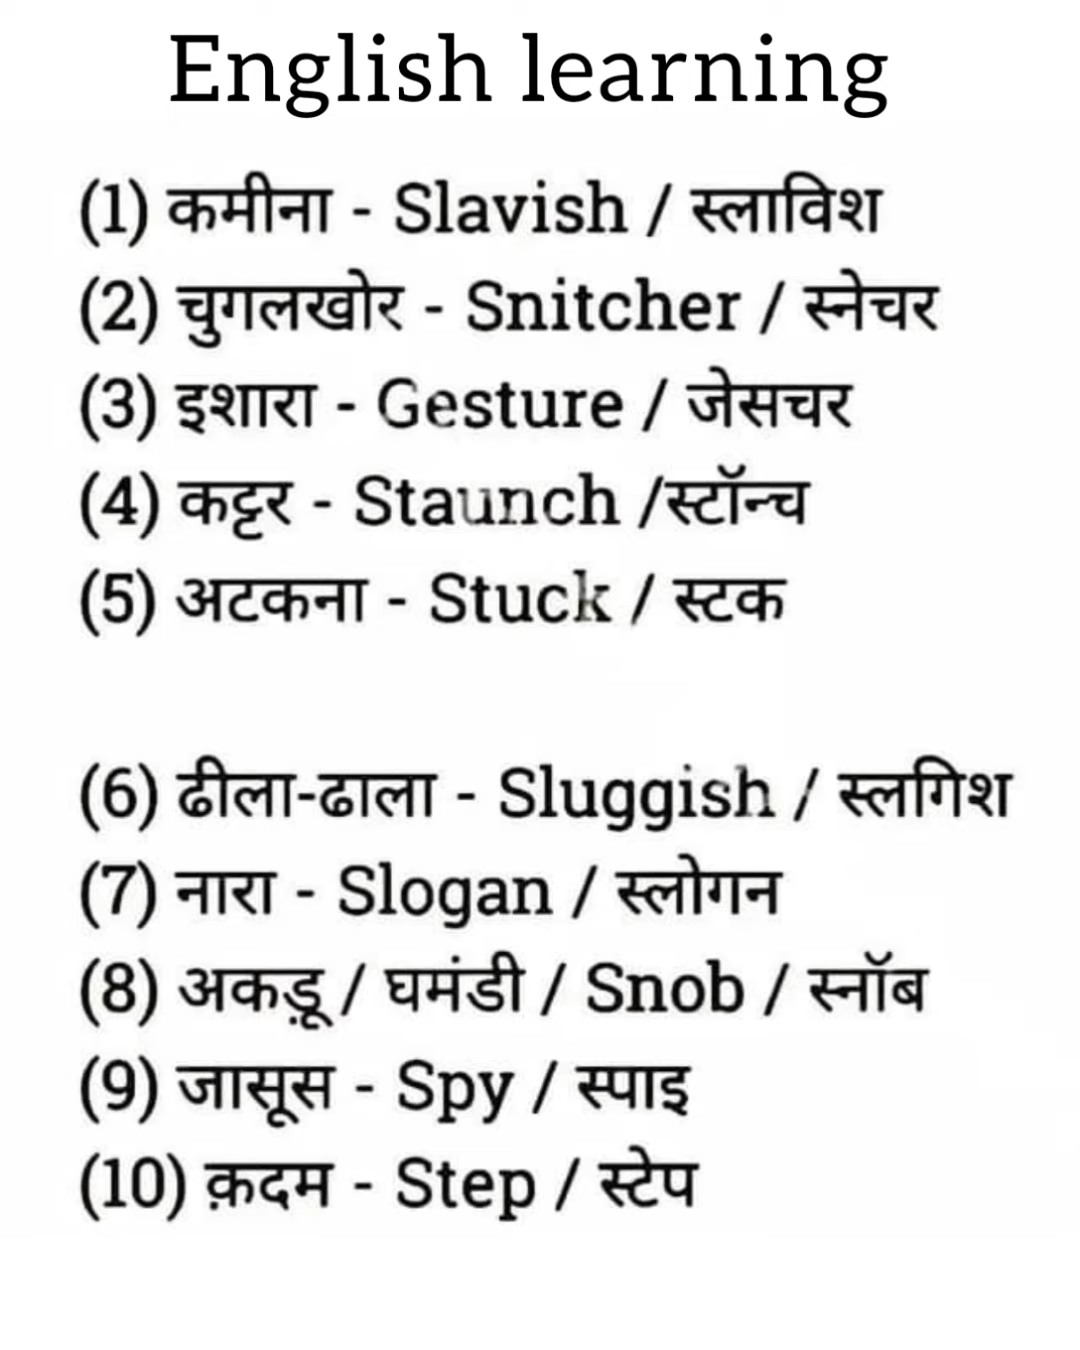 English learning
(1) कमीना - Slavish / स्लाविश
(2) चुगलखोर - Snitcher / स्नेचर
(3) इशारा - Gesture / जेसचर
(4) कट्टर - Staunch /स्टॉन्च
(5) अटकना - Stuck / स्टक
(6) ढीला-ढाला - Sluggish / स्लगिश
(7) नारा - Slogan / स्लोगन
(8) अकड़ू / घमंडी / Snob / स्नॉब
(9) जासूस - Spy / स्पाइ
(10) क़दम - Step / स्टेप